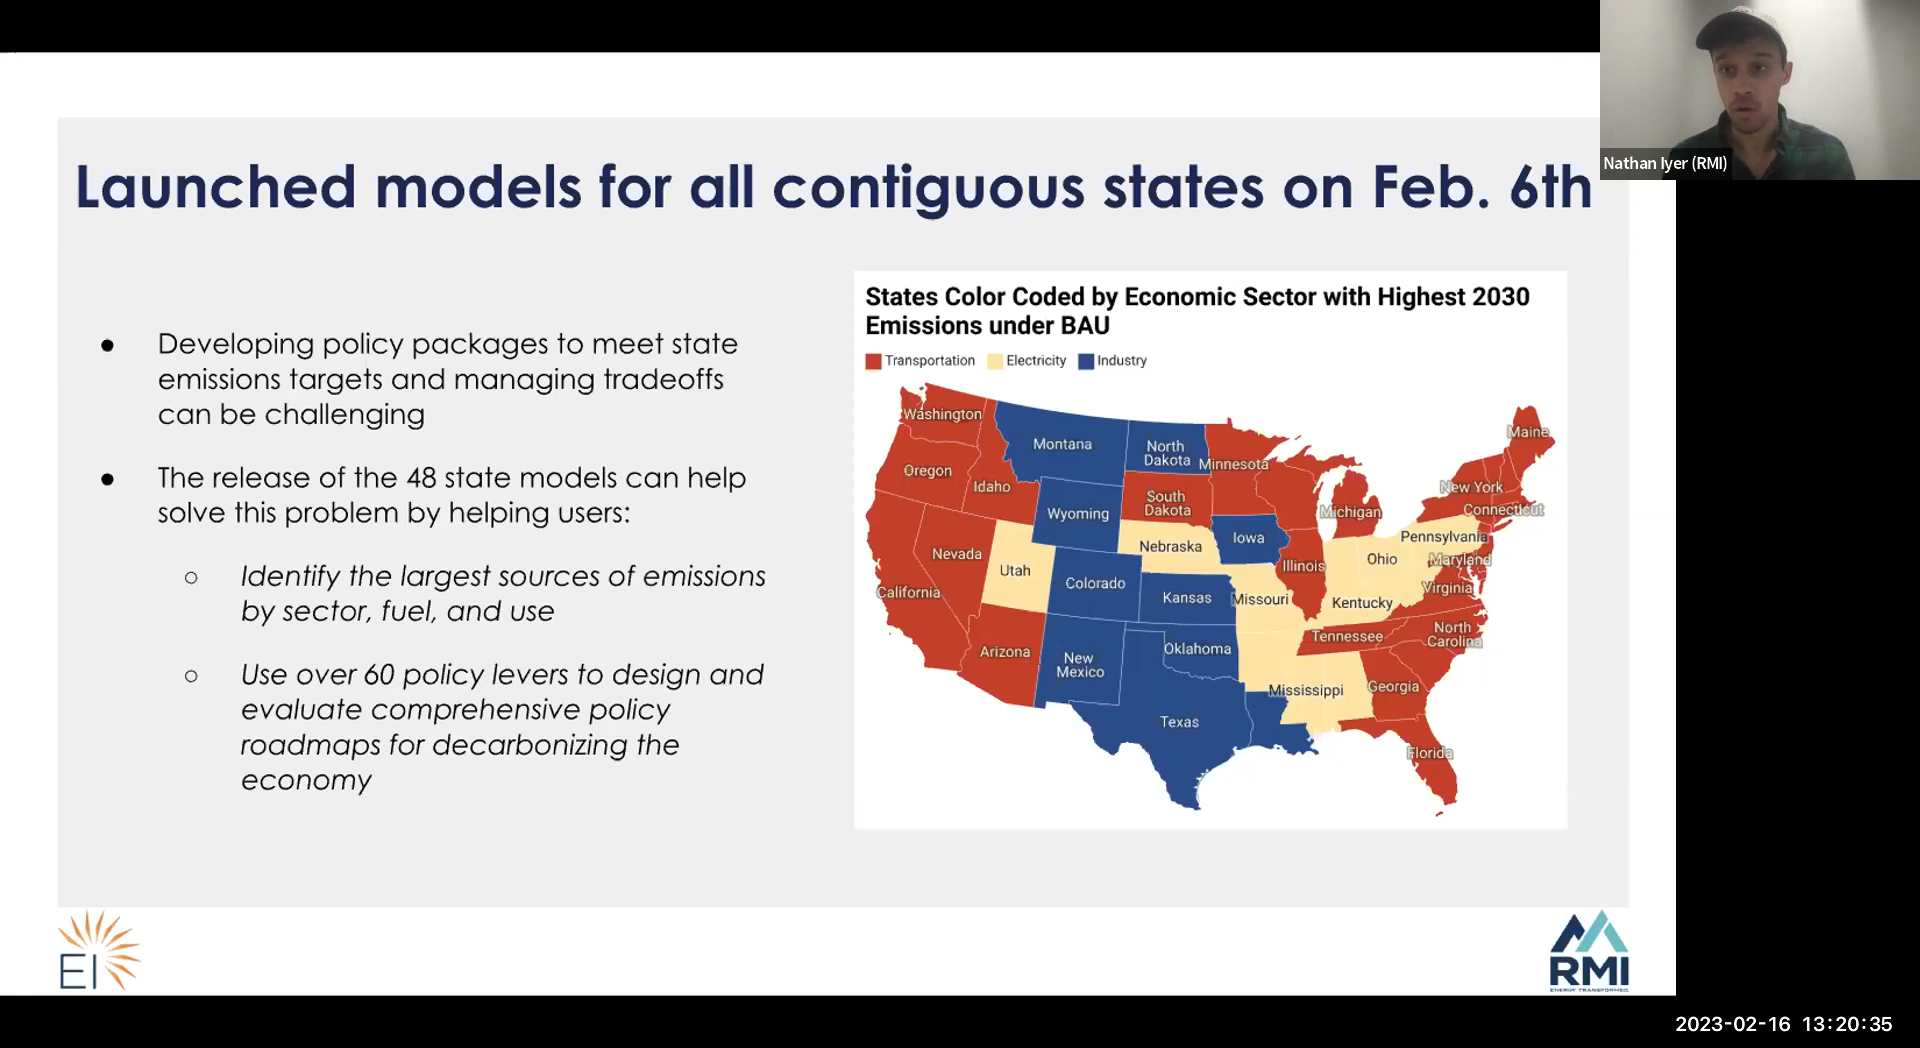 Launched models for all contiguous states on Feb. 6th
Nathan Iyer (RMI)
● Developing policy packages to meet state
emissions targets and managing tradeoffs
can be challenging
● The release of the 48 state models can help
solve this problem by helping users:
○ Identify the largest sources of emissions
by sector, fuel, and use
○ Use over 60 policy levers to design and
evaluate comprehensive policy
roadmaps for decarbonizing the
economy
States Color Coded by Economic Sector with Highest 2030
Emissions under BAU
Transportation Electricity Industry
Washington
Montana
North
Dakota
Minnesota
Maine
Oregon
Idaho
South
Dakota
Wyoming
Michigan
New York
Connecticut
Nevada
Utah
Nebraska
Iowa
Illinois
Ohio
Pennsylvania
Maryland
Virginia
California
Colorado
Kansas
Missouri
Kentucky
Arizona
New
Mexico
Oklahoma
Tennessee
North
Carolina
Texas
Mississippi
Georgia
Florida
EI
RMI
ENERGY TRANSFORMED.
2023-02-16 13:20:35